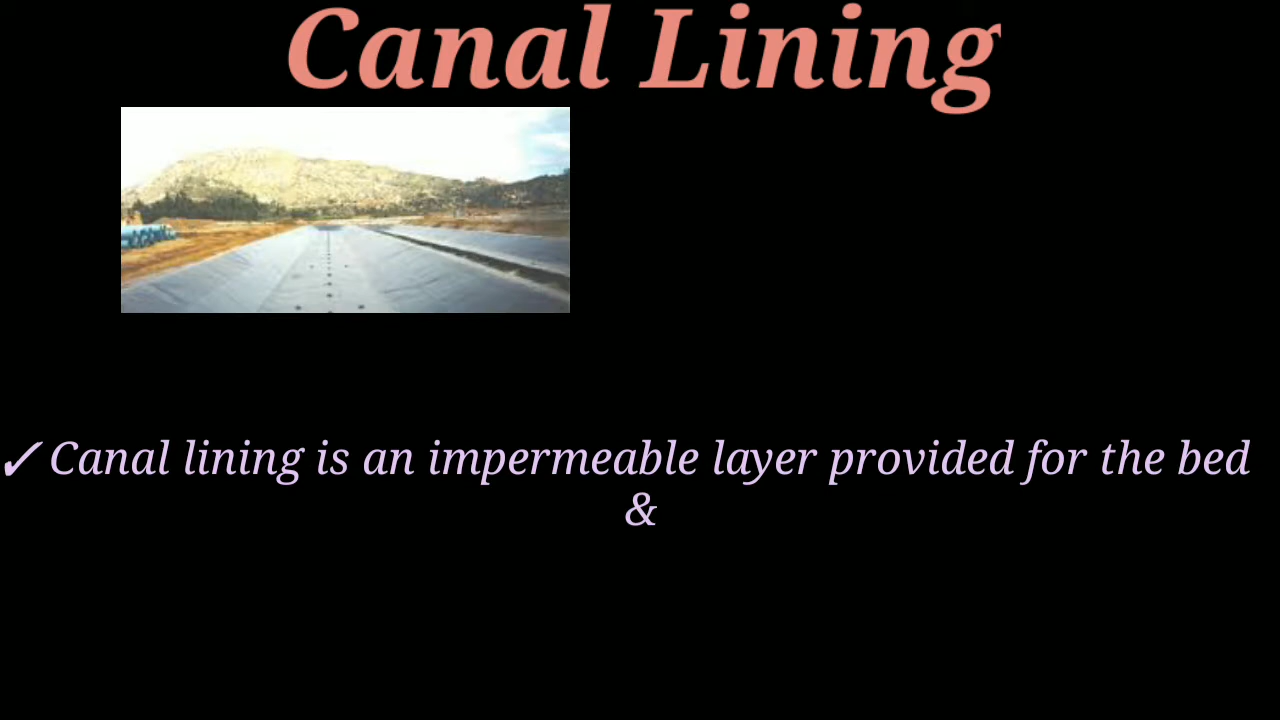 Canal Lining
✓Canal lining is an impermeable layer provided for the bed
&